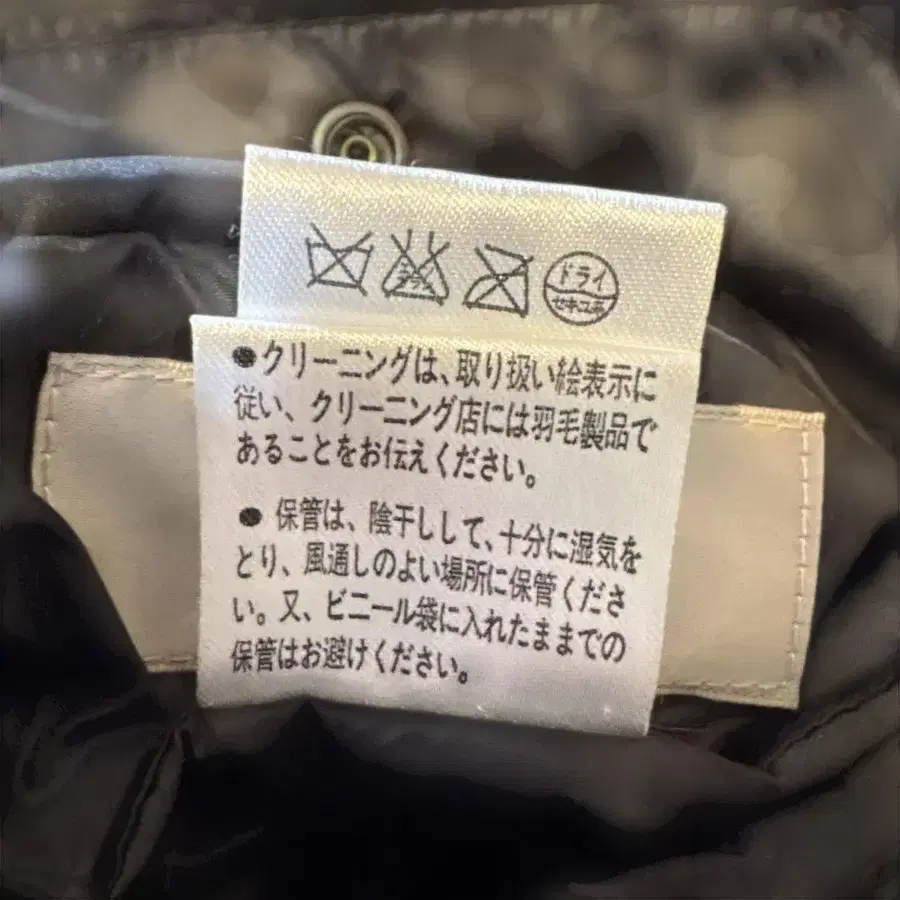 ドライ
セキユ系
●クリーニングは、取り扱い絵表示に
従い、クリーニング店には羽毛製品で
あることをお伝えください。
● 保管は、陰干しして、十分に湿気を
とり、風通しのよい場所に保管くださ
い。又、ビニール袋に入れたままでの
保管はお避けください。